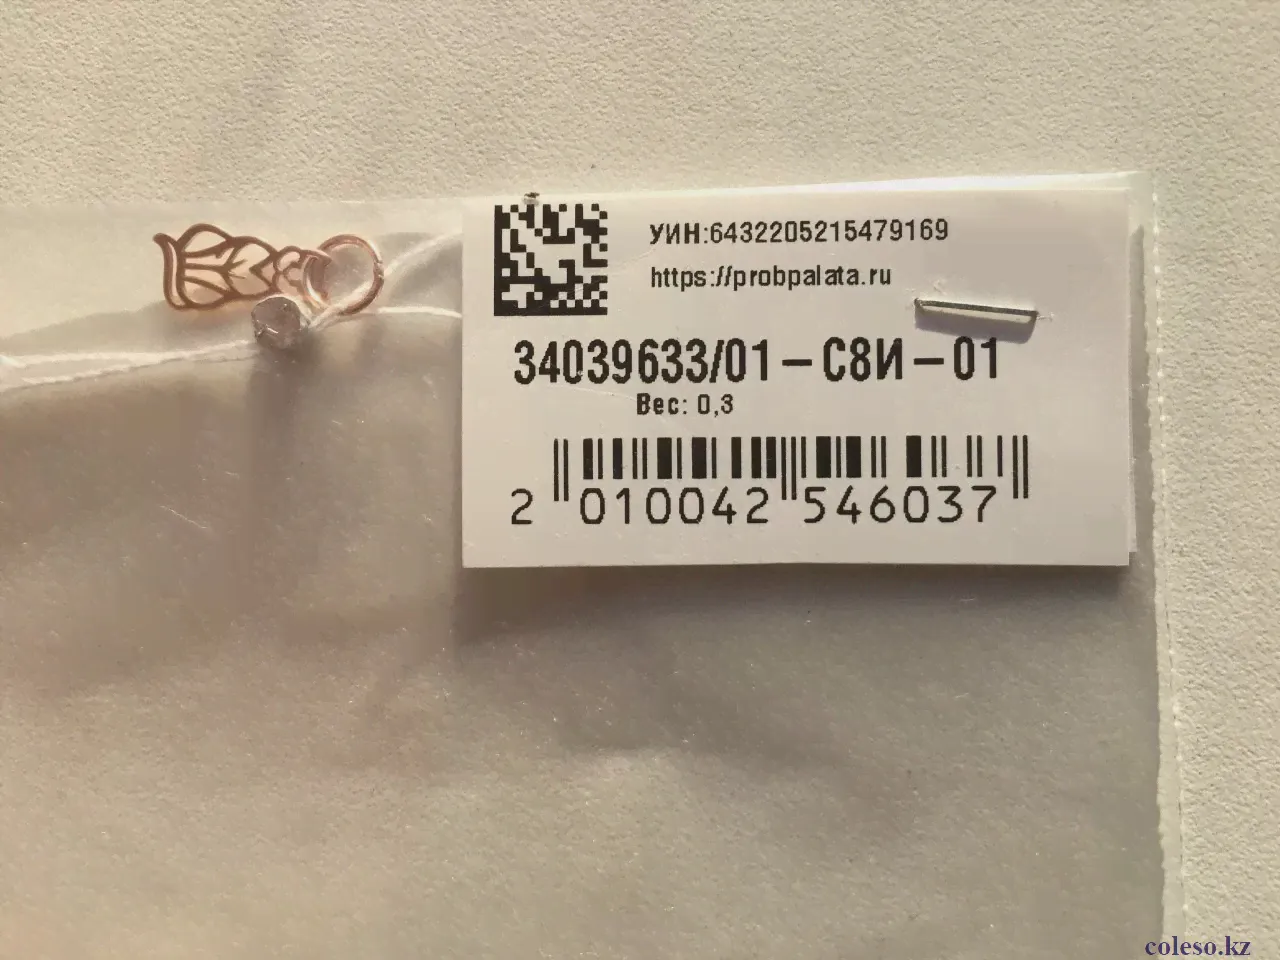 УИН:6432205215479169
https://probpalata.ru
34039633/01-С8И-01
Вес: 0,3
2 010042 546037
coleso.kz